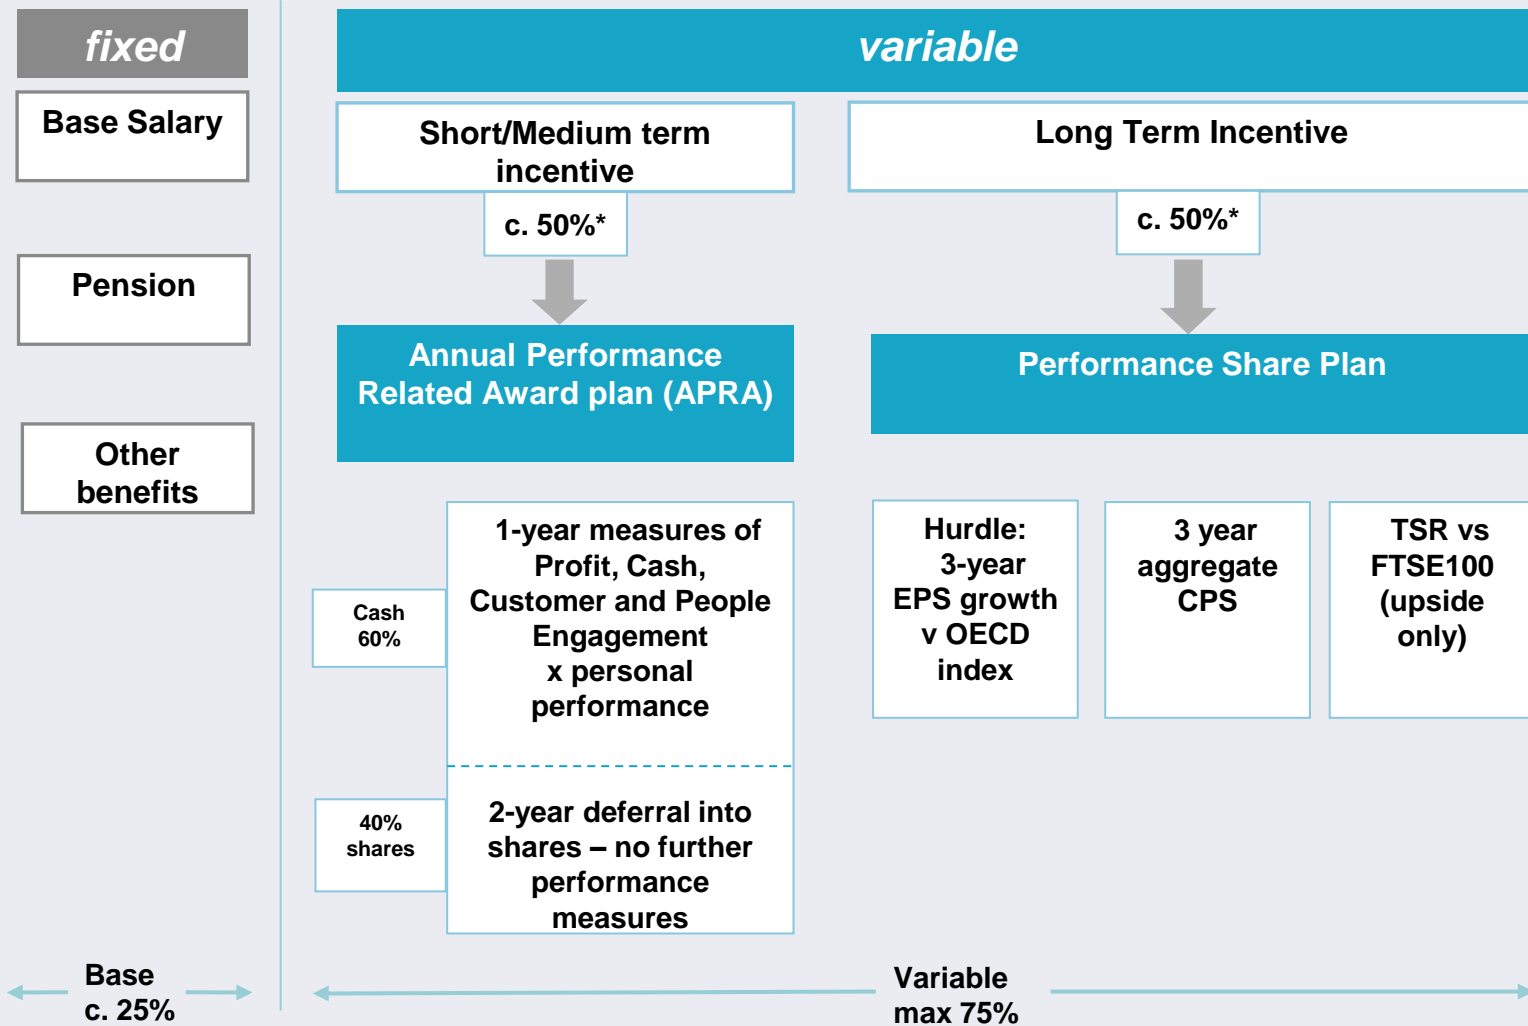 fixed
Base Salary
Pension
Other
benefits
Base
c. 25%
variable
Short/Medium term
incentive
c. 50%*
Annual Performance
Related Award plan (APRA)
Cash
60%
1-year measures of
Profit, Cash,
Customer and People
Engagement
x personal
performance
40%
shares
2-year deferral into
shares – no further
performance
measures
Long Term Incentive
c. 50%*
Performance Share Plan
Hurdle:
3-year
EPS growth
v OECD
index
3 year
aggregate
CPS
TSR vs
FTSE100
(upside
only)
Variable
max 75%